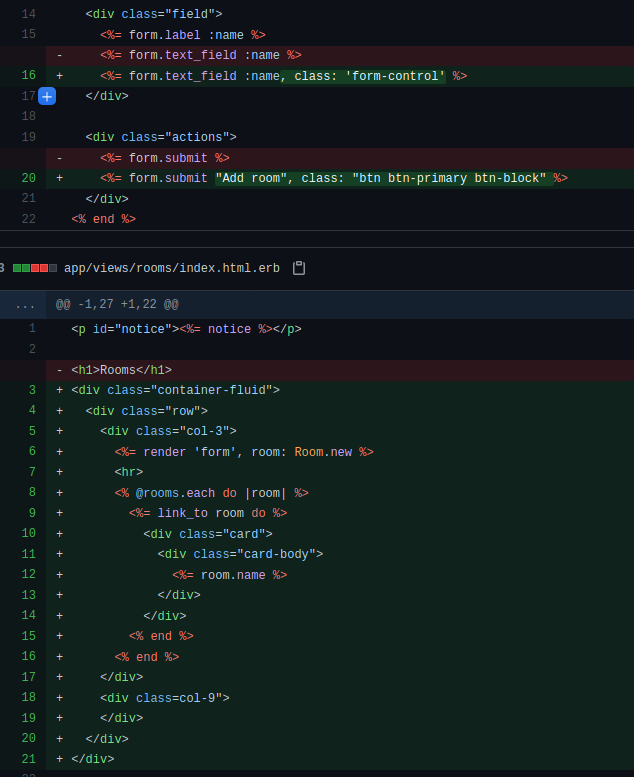 14     <div class="field">
15       <%= form.label :name %>
   -     <%= form.text_field :name %>
16 +     <%= form.text_field :name, class: 'form-control' %>
17 +   </div>
18
19     <div class="actions">
   -     <%= form.submit %>
20 +     <%= form.submit "Add room", class: "btn btn-primary btn-block" %>
21     </div>
22   <% end %>
3 app/views/rooms/index.html.erb
... @@ -1,27 +1,22 @@
1   <p id="notice"><%= notice %></p>
2
   - <h1>Rooms</h1>
3  + <div class="container-fluid">
4  +   <div class="row">
5  +     <div class="col-3">
6  +       <%= render 'form', room: Room.new %>
7  +       <hr>
8  +       <% @rooms.each do |room| %>
9  +         <%= link_to room do %>
10 +           <div class="card">
11 +             <div class="card-body">
12 +               <%= room.name %>
13 +             </div>
14 +           </div>
15 +         <% end %>
16 +       <% end %>
17 +     </div>
18 +     <div class=col-9">
19 +     </div>
20 +   </div>
21 + </div>